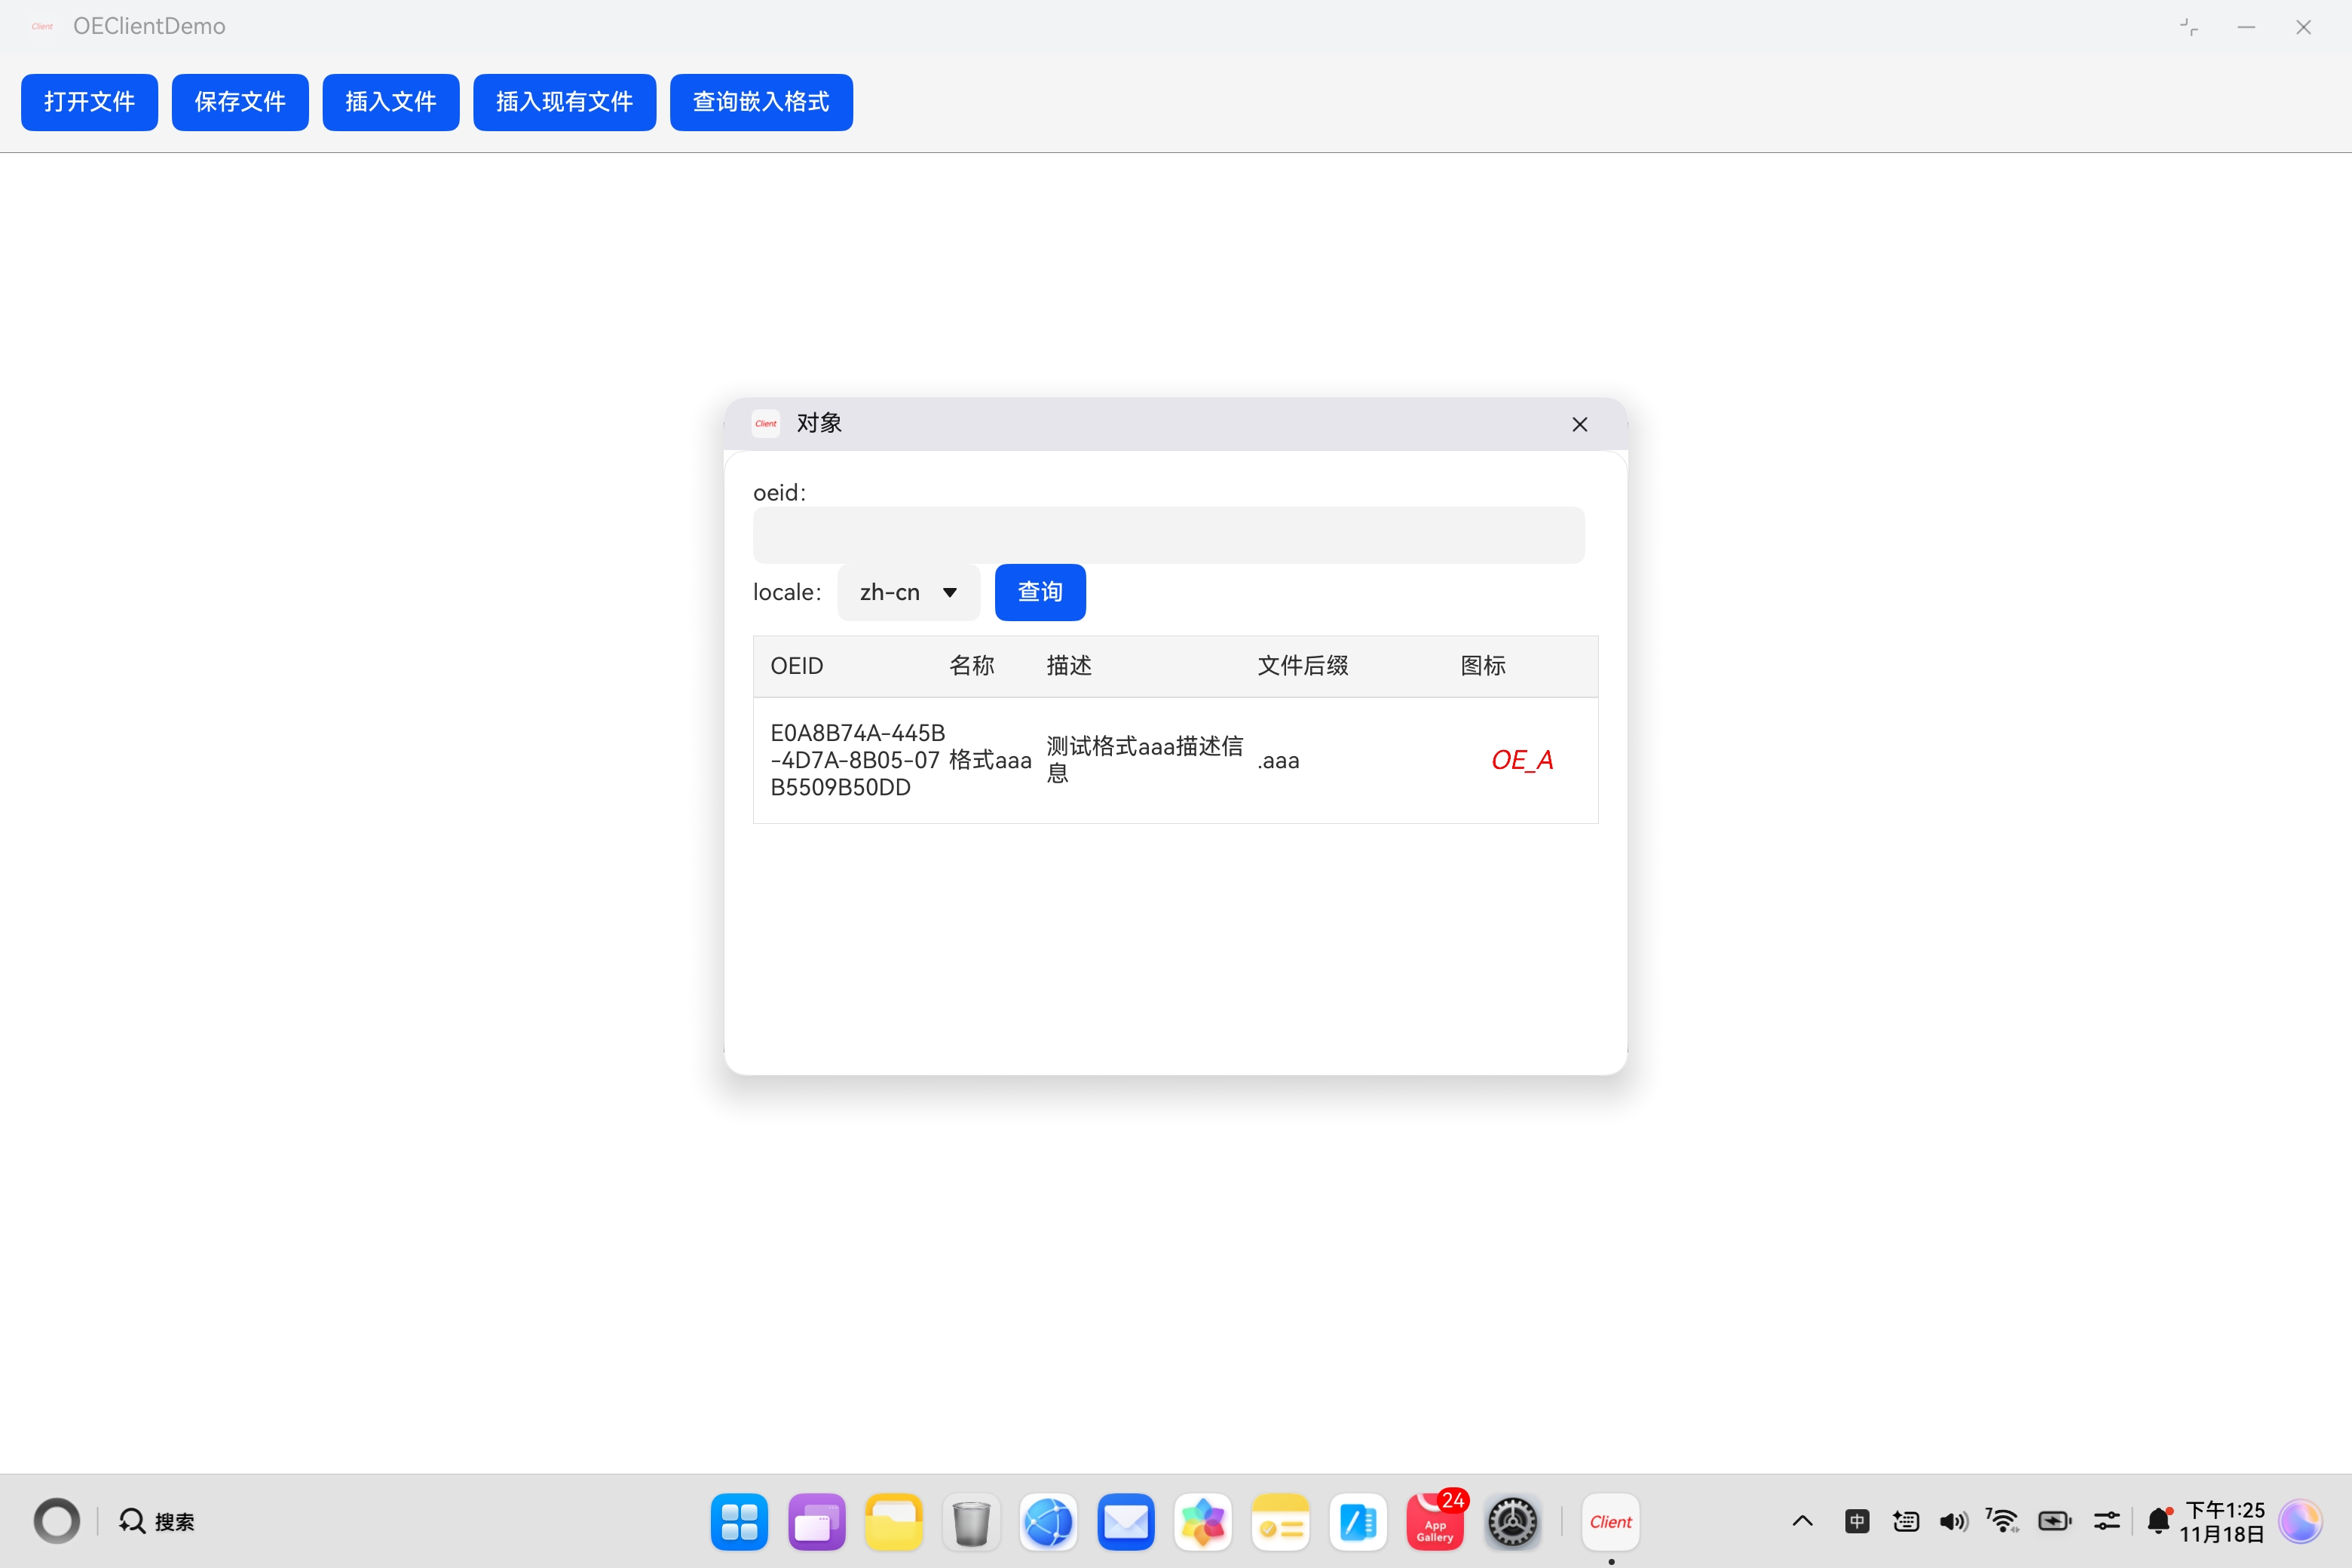 Client OEClientDemo
打开文件 保存文件 插入文件 插入现有文件 查询嵌入格式
Client 对象
oeid:
locale: zh-cn 查询
OEID 名称 描述 文件后缀 图标
E0A8B74A-445B
-4D7A-8B05-07
B5509B50DD
格式aaa
测试格式aaa描述信
息
.aaa
OE_A
搜索
24
App
Gallery
Client
中
7
下午1:25
11月18日